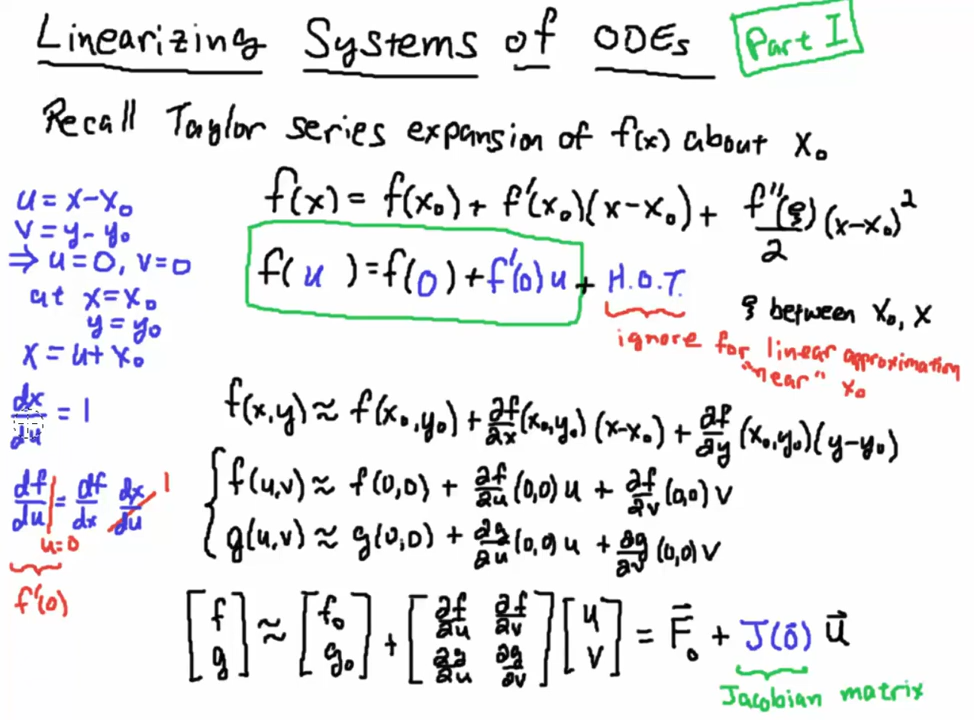 Linearizing Systems of ODEs Part I
Recall Taylor series expansion of f(x) about x₀
f(x) = f(x₀) + f'(x₀)(x-x₀) + f''(ξ)/2 (x-x₀)²
f( u ) = f(0) + f'(0) u + H.O.T.
ξ between x₀, x
ignore for linear approximation
"near" x₀
u = x-x₀
v = y-y₀
⇒ u=0, v=0
at x=x₀
y=y₀
x = u+x₀
dx/du = 1
df/du | u=0 = df/dx dx/du 1
f'(0)
f(x,y) ≈ f(x₀,y₀) + ∂f/∂x (x₀,y₀)(x-x₀) + ∂f/∂y (x₀,y₀)(y-y₀)
f(u,v) ≈ f(0,0) + ∂f/∂u (0,0) u + ∂f/∂v (0,0) v
g(u,v) ≈ g(0,0) + ∂g/∂u (0,0) u + ∂g/∂v (0,0) v
[f g] ≈ [f₀ g₀] + [∂f/∂u ∂f/∂v ∂g/∂u ∂g/∂v] [u v] = F⃗₀ + J(0⃗) u⃗
Jacobian matrix